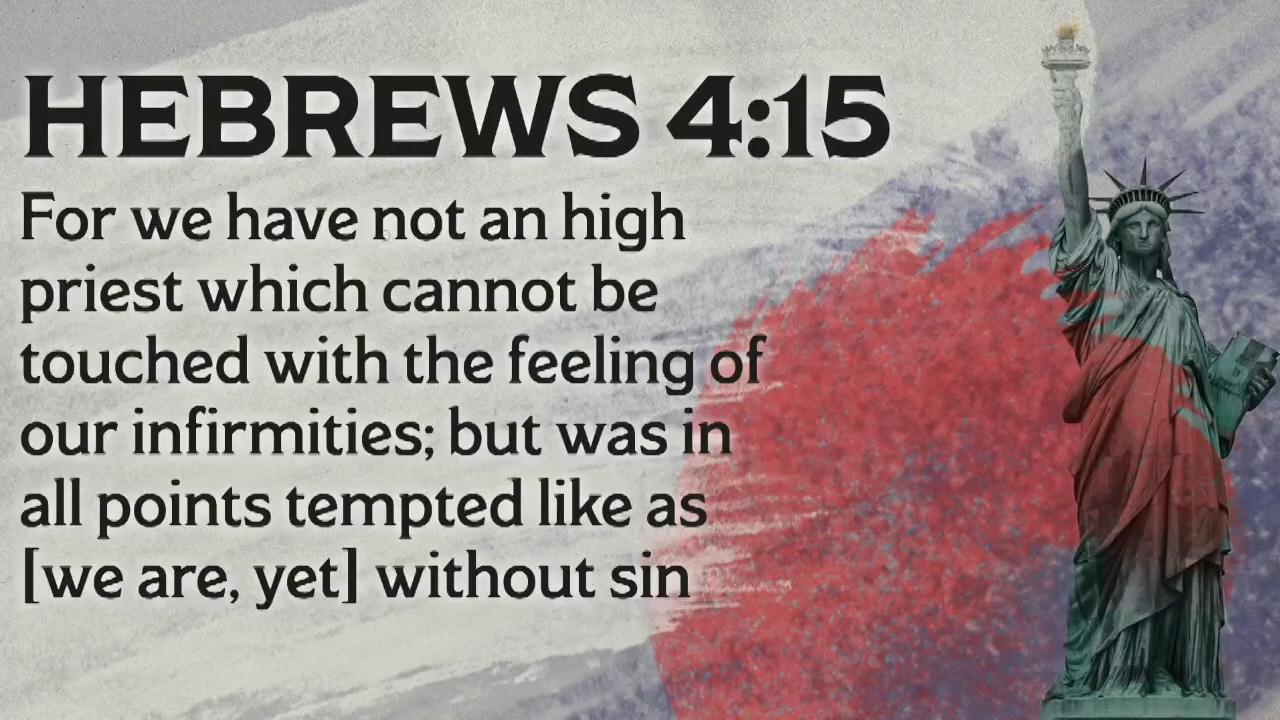 HEBREWS 4:15
For we have not an high
priest which cannot be
touched with the feeling of
our infirmities; but was in
all points tempted like as
[we are, yet] without sin